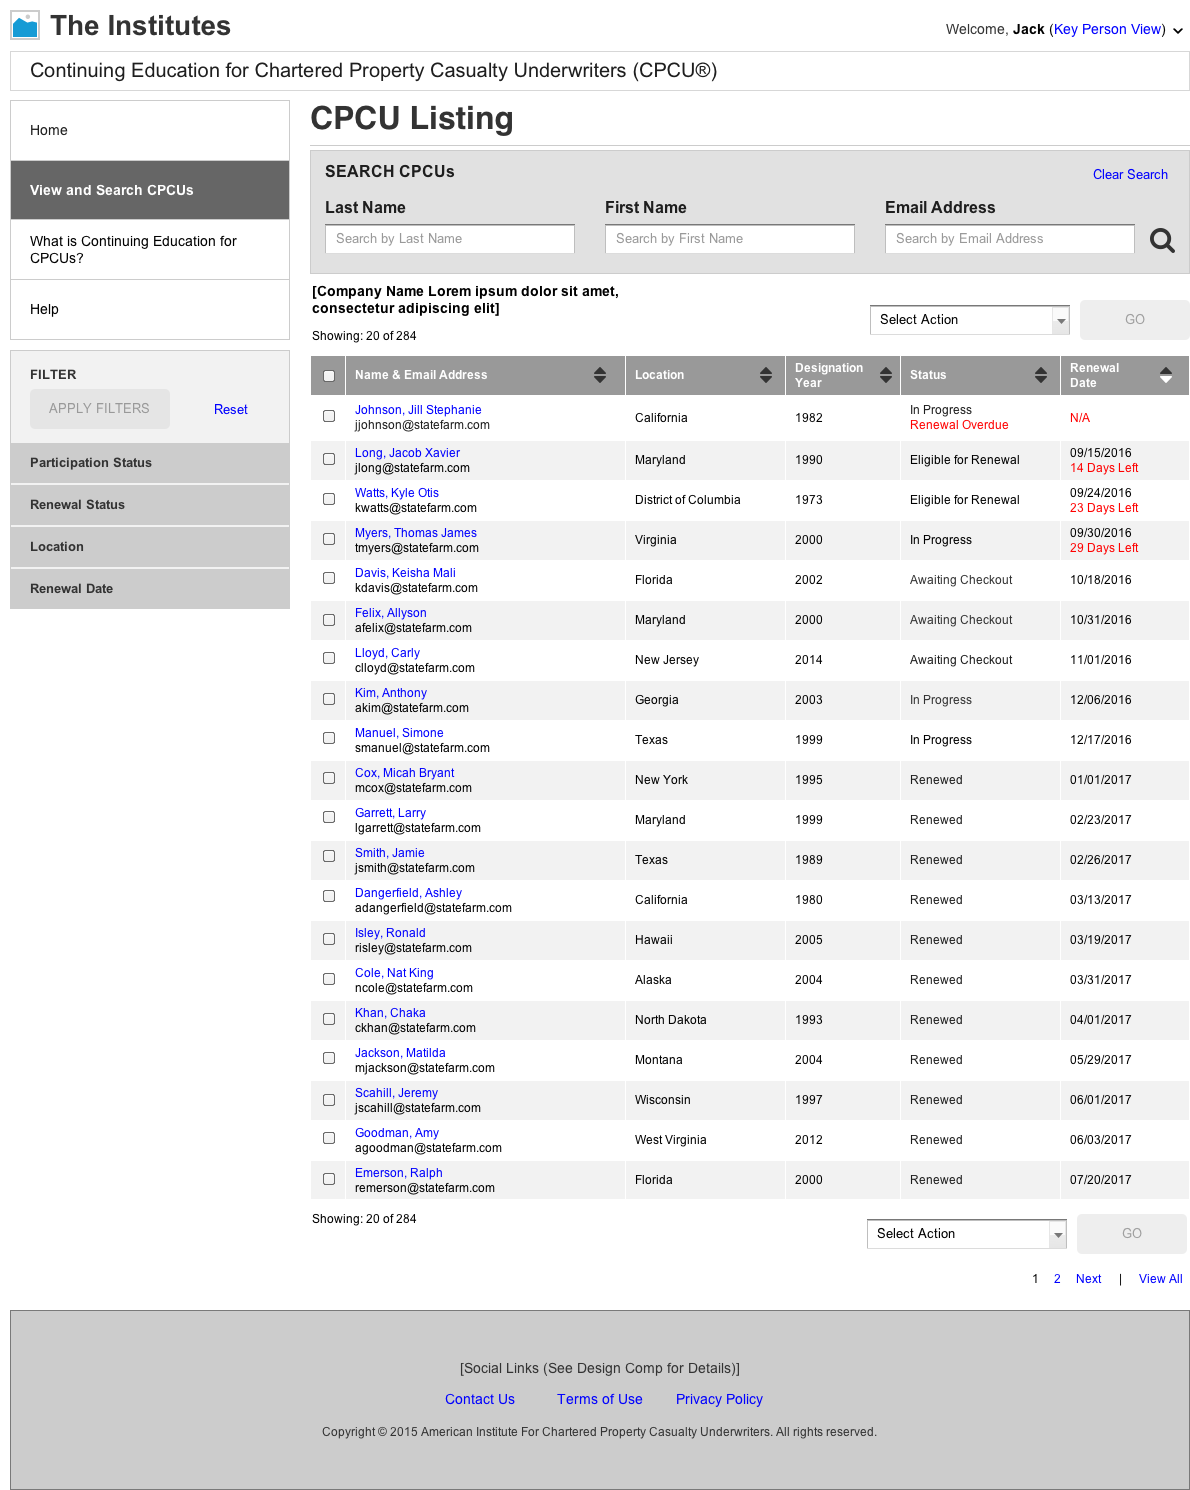 The Institutes
Welcome, Jack (Key Person View)
Continuing Education for Chartered Property Casualty Underwriters (CPCU®)
Home
View and Search CPCUs
What is Continuing Education for
CPCUs?
Help
FILTER
APPLY FILTERS Reset
Participation Status
Renewal Status
Location
Renewal Date
CPCU Listing
SEARCH CPCUs
Clear Search
Last Name First Name Email Address
Search by Last Name Search by First Name Search by Email Address
[Company Name Lorem ipsum dolor sit amet,
consectetur adipiscing elit]
Showing: 20 of 284
Select Action GO
Name & Email Address Location Designation Year Status Renewal Date
Johnson, Jill Stephanie
jjohnson@statefarm.com California 1982 In Progress
Renewal Overdue N/A
Long, Jacob Xavier
jlong@statefarm.com Maryland 1990 Eligible for Renewal 09/15/2016
14 Days Left
Watts, Kyle Otis
kwatts@statefarm.com District of Columbia 1973 Eligible for Renewal 09/24/2016
23 Days Left
Myers, Thomas James
tmyers@statefarm.com Virginia 2000 In Progress 09/30/2016
29 Days Left
Davis, Keisha Mali
kdavis@statefarm.com Florida 2002 Awaiting Checkout 10/18/2016
Felix, Allyson
afelix@statefarm.com Maryland 2000 Awaiting Checkout 10/31/2016
Lloyd, Carly
clloyd@statefarm.com New Jersey 2014 Awaiting Checkout 11/01/2016
Kim, Anthony
akim@statefarm.com Georgia 2003 In Progress 12/06/2016
Manuel, Simone
smanuel@statefarm.com Texas 1999 In Progress 12/17/2016
Cox, Micah Bryant
mcox@statefarm.com New York 1995 Renewed 01/01/2017
Garrett, Larry
lgarrett@statefarm.com Maryland 1999 Renewed 02/23/2017
Smith, Jamie
jsmith@statefarm.com Texas 1989 Renewed 02/26/2017
Dangerfield, Ashley
adangerfield@statefarm.com California 1980 Renewed 03/13/2017
Isley, Ronald
risley@statefarm.com Hawaii 2005 Renewed 03/19/2017
Cole, Nat King
ncole@statefarm.com Alaska 2004 Renewed 03/31/2017
Khan, Chaka
ckhan@statefarm.com North Dakota 1993 Renewed 04/01/2017
Jackson, Matilda
mjackson@statefarm.com Montana 2004 Renewed 05/29/2017
Scahill, Jeremy
jscahill@statefarm.com Wisconsin 1997 Renewed 06/01/2017
Goodman, Amy
agoodman@statefarm.com West Virginia 2012 Renewed 06/03/2017
Emerson, Ralph
remerson@statefarm.com Florida 2000 Renewed 07/20/2017
Showing: 20 of 284
Select Action GO
1 2 Next | View All
[Social Links (See Design Comp for Details)]
Contact Us Terms of Use Privacy Policy
Copyright © 2015 American Institute For Chartered Property Casualty Underwriters. All rights reserved.